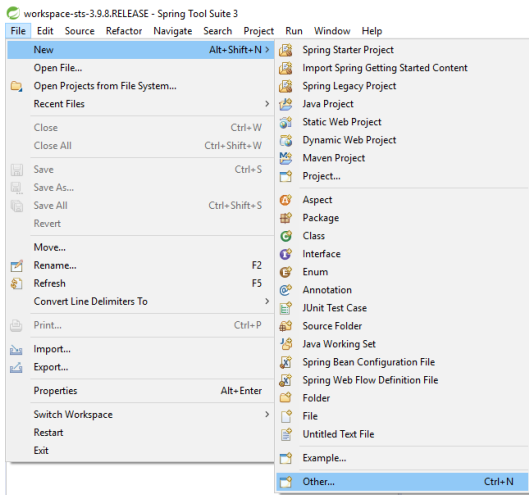 workspace-sts-3.9.8.RELEASE - Spring Tool Suite 3
File Edit Source Refactor Navigate Search Project Run Window Help
New Alt+Shift+N >
Open File...
Open Projects from File System...
Recent Files >
Close Ctrl+W
Close All Ctrl+Shift+W
Save Ctrl+S
Save As...
Save All Ctrl+Shift+S
Revert
Move...
Rename... F2
Refresh F5
Convert Line Delimiters To >
Print... Ctrl+P
Import...
Export...
Properties Alt+Enter
Switch Workspace >
Restart
Exit
Spring Starter Project
Import Spring Getting Started Content
Spring Legacy Project
Java Project
Static Web Project
Dynamic Web Project
Maven Project
Project...
Aspect
Package
Class
Interface
Enum
Annotation
JUnit Test Case
Source Folder
Java Working Set
Spring Bean Configuration File
Spring Web Flow Definition File
Folder
File
Untitled Text File
Example...
Other... Ctrl+N